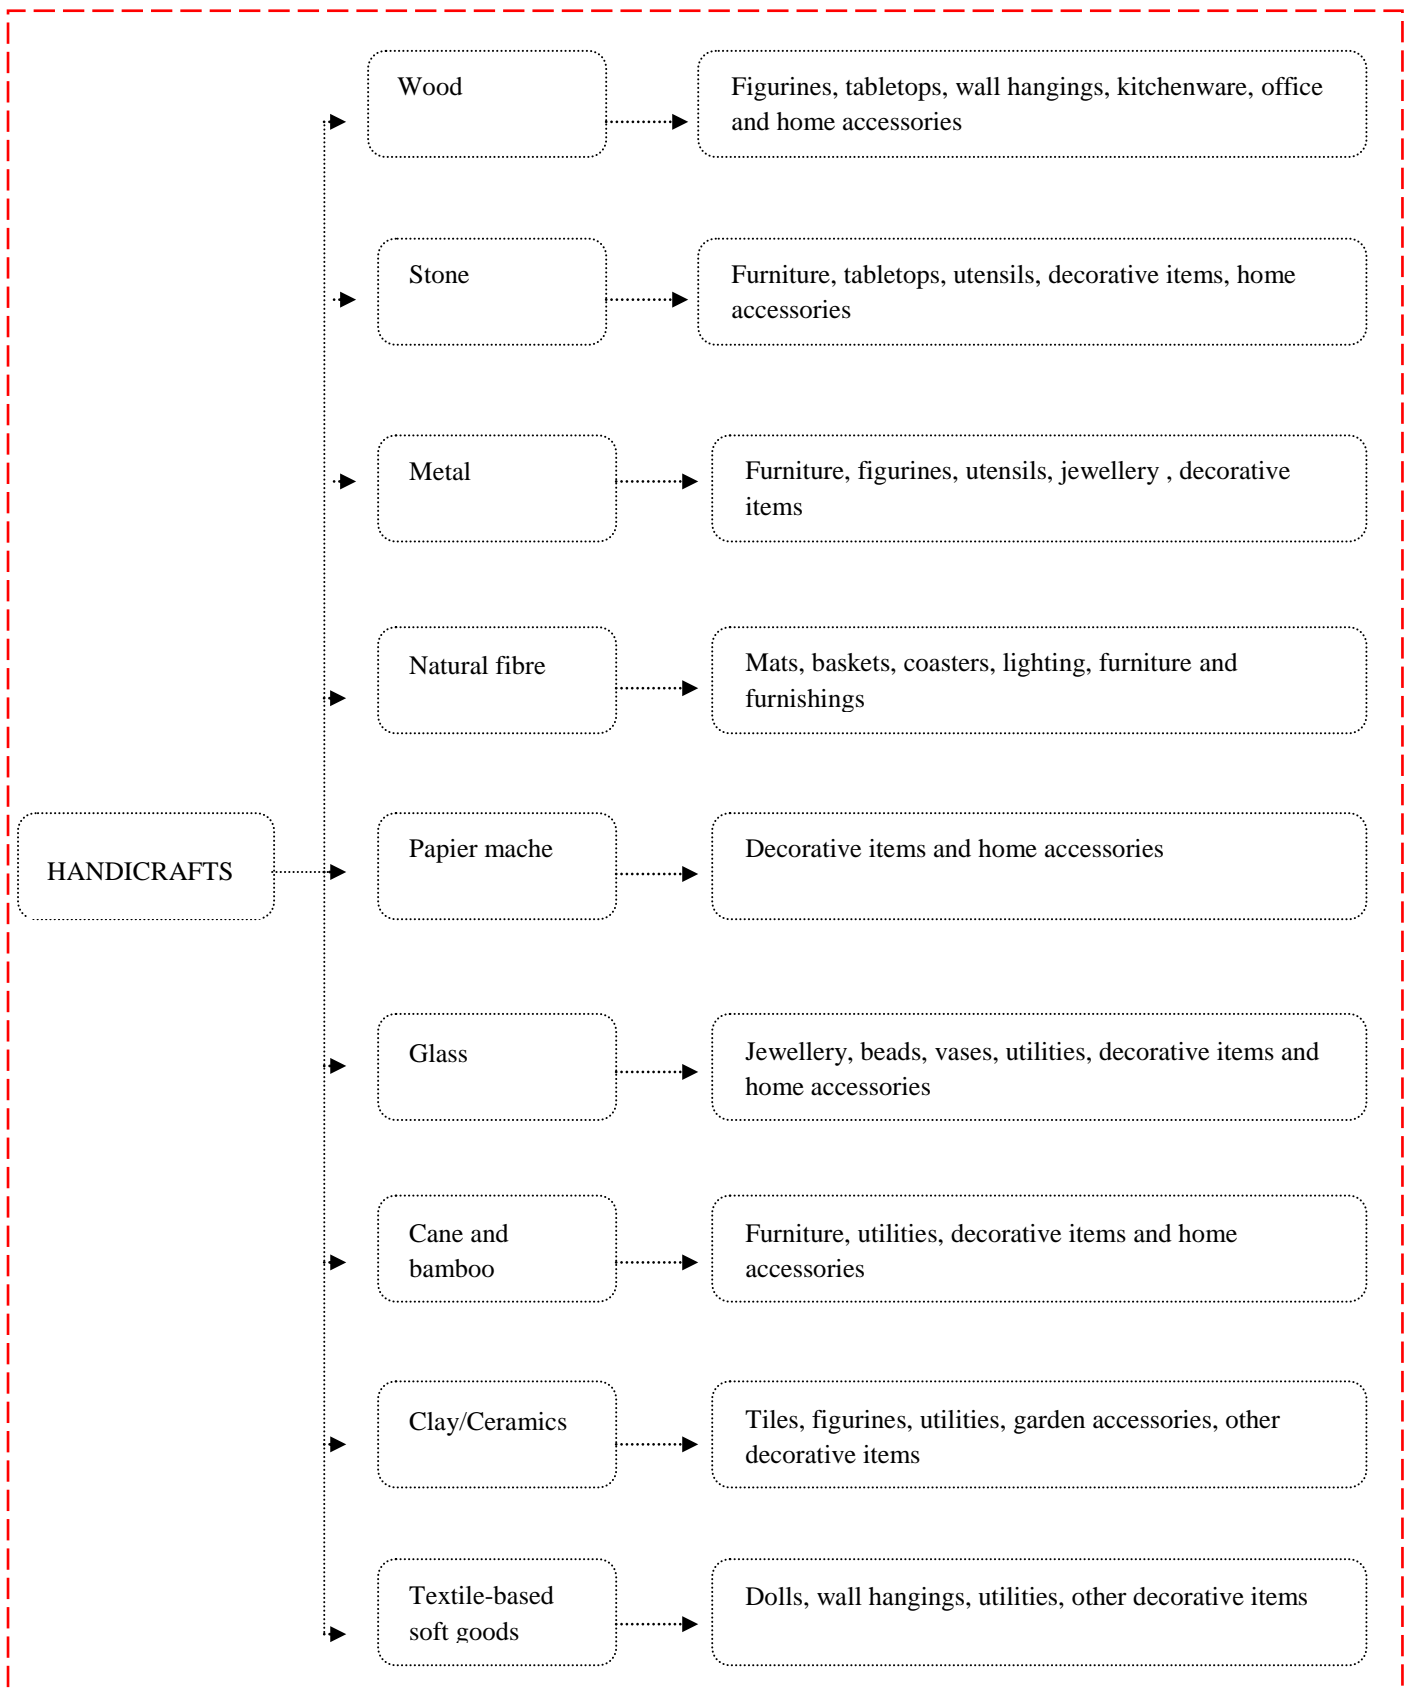 Wood
Figurines, tabletops, wall hangings, kitchenware, office
and home accessories
Stone
Furniture, tabletops, utensils, decorative items, home
accessories
Metal
Furniture, figurines, utensils, jewellery , decorative
items
Natural fibre
Mats, baskets, coasters, lighting, furniture and
furnishings
HANDICRAFTS
Papier mache
Decorative items and home accessories
Glass
Jewellery, beads, vases, utilities, decorative items and
home accessories
Cane and
bamboo
Furniture, utilities, decorative items and home
accessories
Clay/Ceramics
Tiles, figurines, utilities, garden accessories, other
decorative items
Textile-based
soft goods
Dolls, wall hangings, utilities, other decorative items